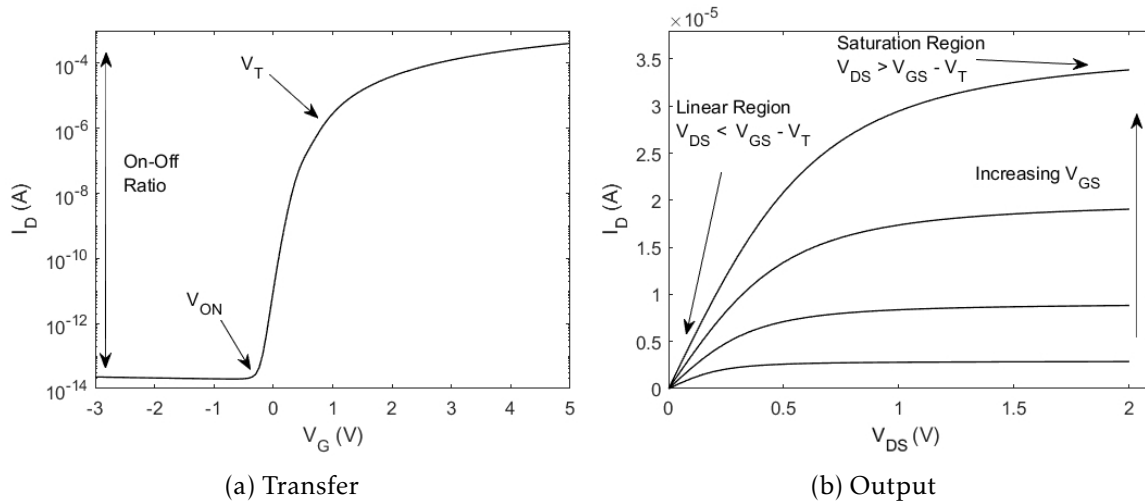 10^-4
10^-6
10^-8
10^-10
10^-12
10^-14
I_D (A)
-3 -2 -1 0 1 2 3 4 5
V_G (V)
On-Off
Ratio
V_T
V_ON
(a) Transfer
× 10^-5
3.5
3
2.5
2
1.5
1
0.5
0
I_D (A)
0 0.5 1 1.5 2
V_DS (V)
Saturation Region
V_DS > V_GS - V_T
Linear Region
V_DS < V_GS - V_T
Increasing V_GS
(b) Output